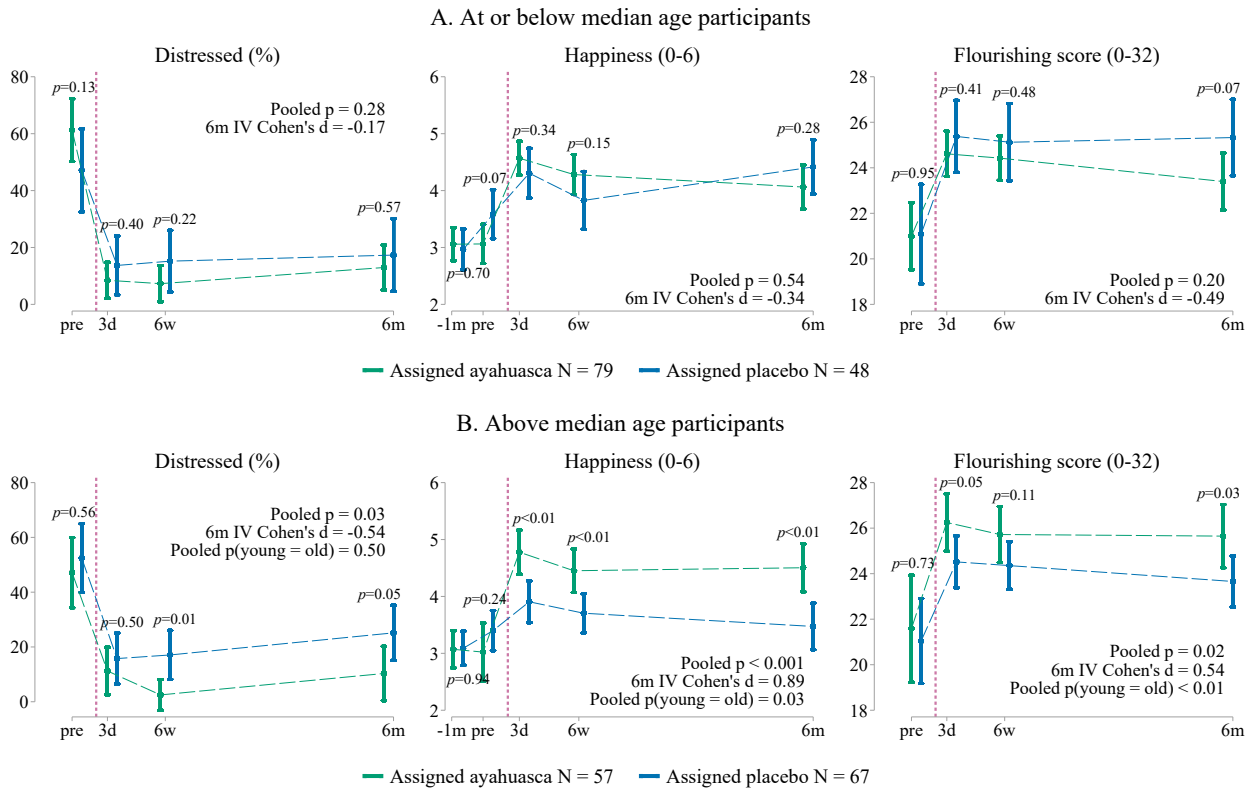 A. At or below median age participants
Distressed (%)
80
60
40
20
0
p=0.13
Pooled p = 0.28
6m IV Cohen's d = -0.17
p=0.40
p=0.22
p=0.57
pre
3d
6w
6m
Happiness (0-6)
6
5
4
3
2
p=0.34
p=0.15
p=0.28
p=0.07
p=0.70
Pooled p = 0.54
6m IV Cohen's d = -0.34
-1m
pre
3d
6w
6m
Flourishing score (0-32)
28
26
24
22
20
18
p=0.41
p=0.48
p=0.07
p=0.95
Pooled p = 0.20
6m IV Cohen's d = -0.49
pre
3d
6w
6m
Assigned ayahuasca N = 79
Assigned placebo N = 48
B. Above median age participants
Distressed (%)
80
60
40
20
0
p=0.56
Pooled p = 0.03
6m IV Cohen's d = -0.54
Pooled p(young = old) = 0.50
p=0.50
p=0.01
p=0.05
pre
3d
6w
6m
Happiness (0-6)
6
5
4
3
2
p<0.01
p<0.01
p<0.01
p=0.24
p=0.94
Pooled p < 0.001
6m IV Cohen's d = 0.89
Pooled p(young = old) = 0.03
-1m
pre
3d
6w
6m
Flourishing score (0-32)
28
26
24
22
20
18
p=0.05
p=0.11
p=0.03
p=0.73
Pooled p = 0.02
6m IV Cohen's d = 0.54
Pooled p(young = old) < 0.01
pre
3d
6w
6m
Assigned ayahuasca N = 57
Assigned placebo N = 67